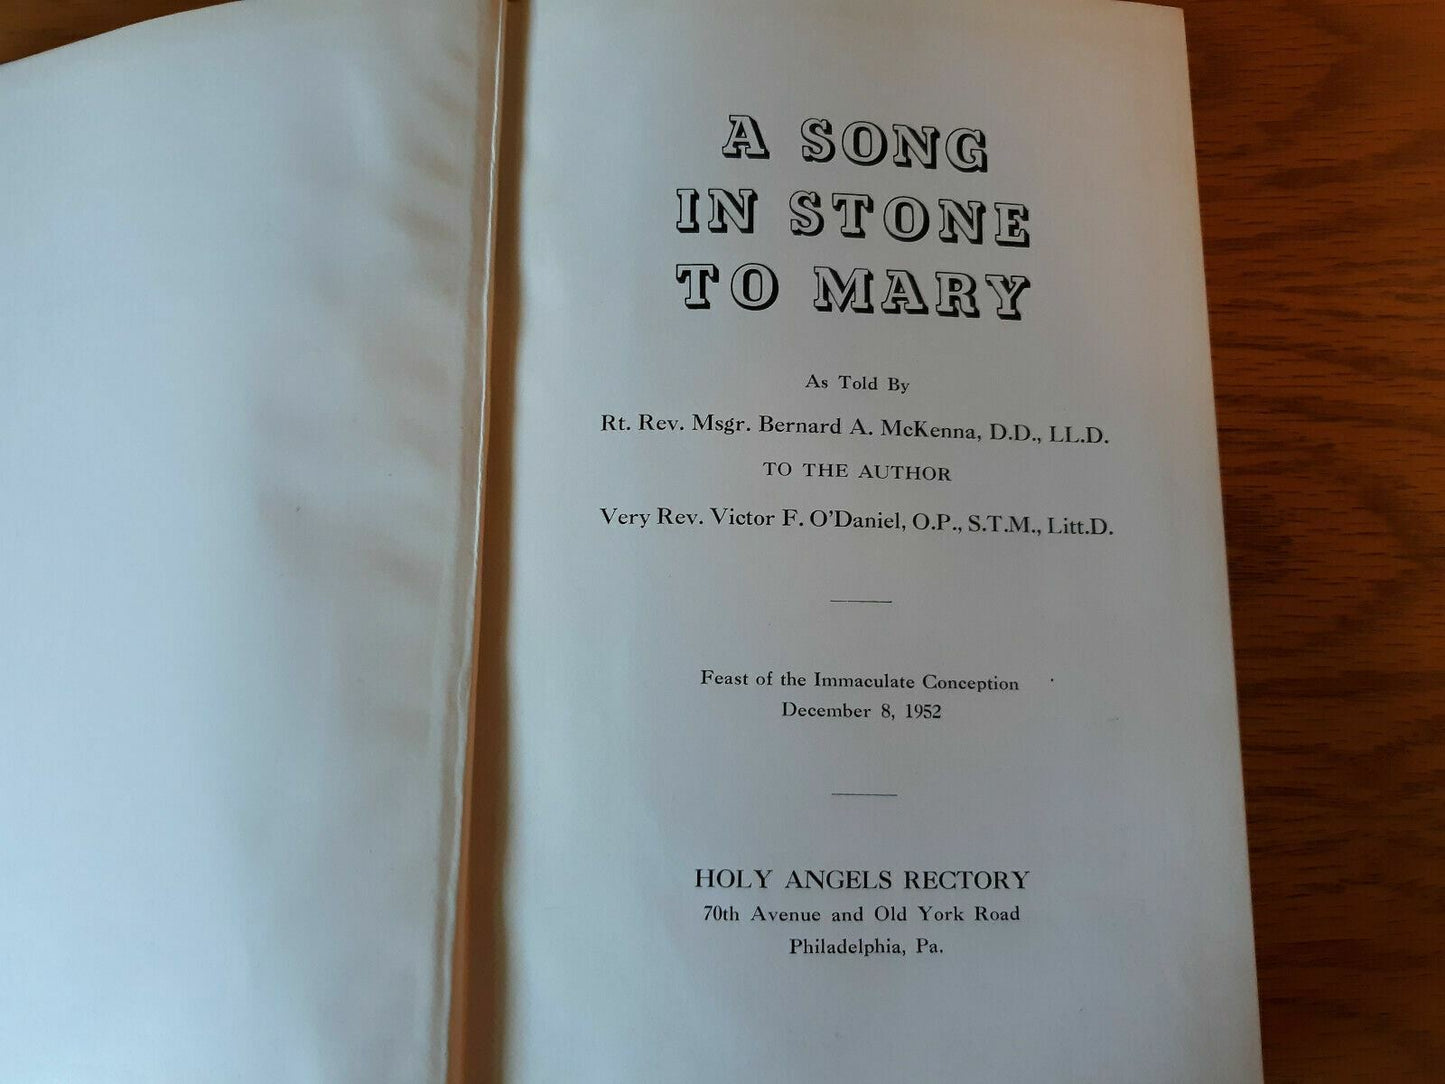 A SONG
IN STONE
TO MARY
As Told By
Rt. Rev. Msgr. Bernard A. McKenna, D.D., LL.D.
TO THE AUTHOR
Very Rev. Victor F. O'Daniel, O.P., S.T.M., Litt.D.
Feast of the Immaculate Conception
December 8, 1952
HOLY ANGELS RECTORY
70th Avenue and Old York Road
Philadelphia, Pa.